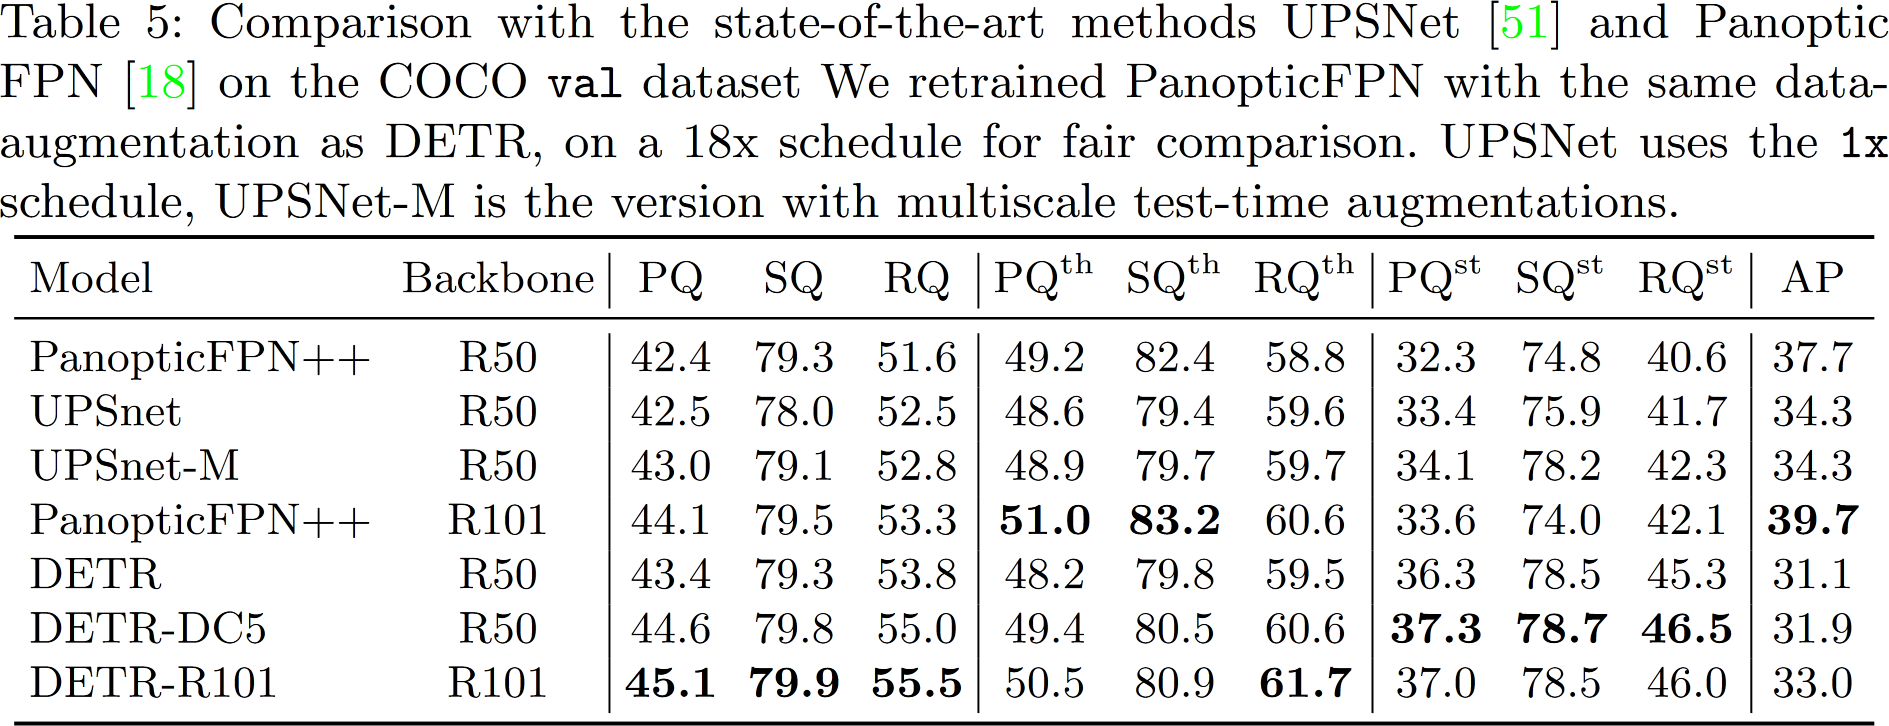 Table 5: Comparison with the state-of-the-art methods UPSNet [51] and Panoptic
FPN [18] on the COCO val dataset We retrained PanopticFPN with the same data-
augmentation as DETR, on a 18x schedule for fair comparison. UPSNet uses the 1x
schedule, UPSNet-M is the version with multiscale test-time augmentations.
Model Backbone PQ SQ RQ PQ^th SQ^th RQ^th PQ^st SQ^st RQ^st AP
PanopticFPN++ R50 42.4 79.3 51.6 49.2 82.4 58.8 32.3 74.8 40.6 37.7
UPSnet R50 42.5 78.0 52.5 48.6 79.4 59.6 33.4 75.9 41.7 34.3
UPSnet-M R50 43.0 79.1 52.8 48.9 79.7 59.7 34.1 78.2 42.3 34.3
PanopticFPN++ R101 44.1 79.5 53.3 51.0 83.2 60.6 33.6 74.0 42.1 39.7
DETR R50 43.4 79.3 53.8 48.2 79.8 59.5 36.3 78.5 45.3 31.1
DETR-DC5 R50 44.6 79.8 55.0 49.4 80.5 60.6 37.3 78.7 46.5 31.9
DETR-R101 R101 45.1 79.9 55.5 50.5 80.9 61.7 37.0 78.5 46.0 33.0